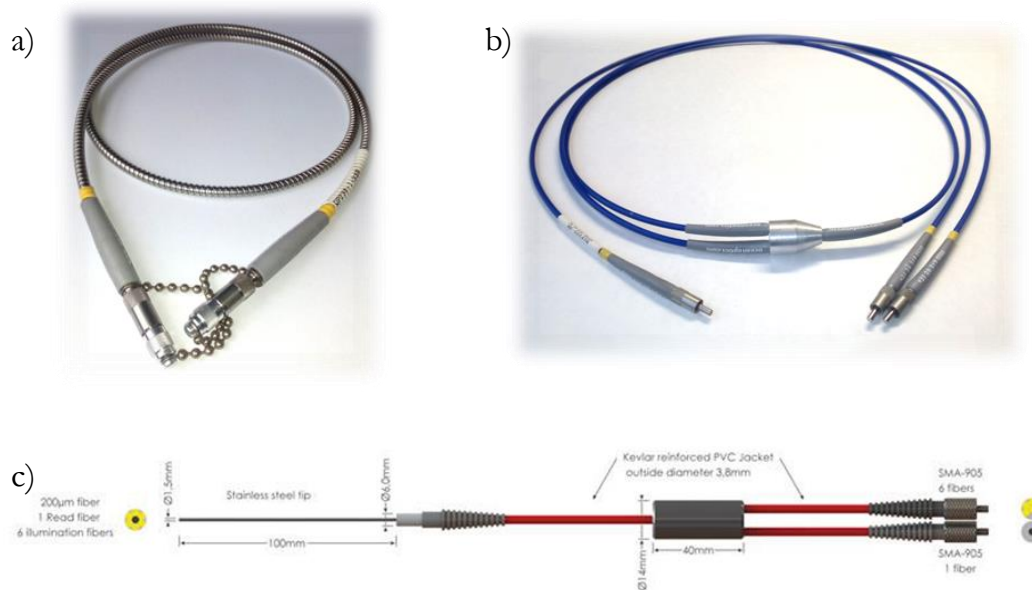 a)
b)
c)
Kevlar reinforced PVC Jacket
outside diameter 3,8mm
SMA-905
6 fibers
200µm fiber
1 Read fiber
6 illumination fibers
Ø1,5mm
Stainless steel tip
Ø6,0mm
100mm
Ø14mm
40mm
SMA-905
1 fiber